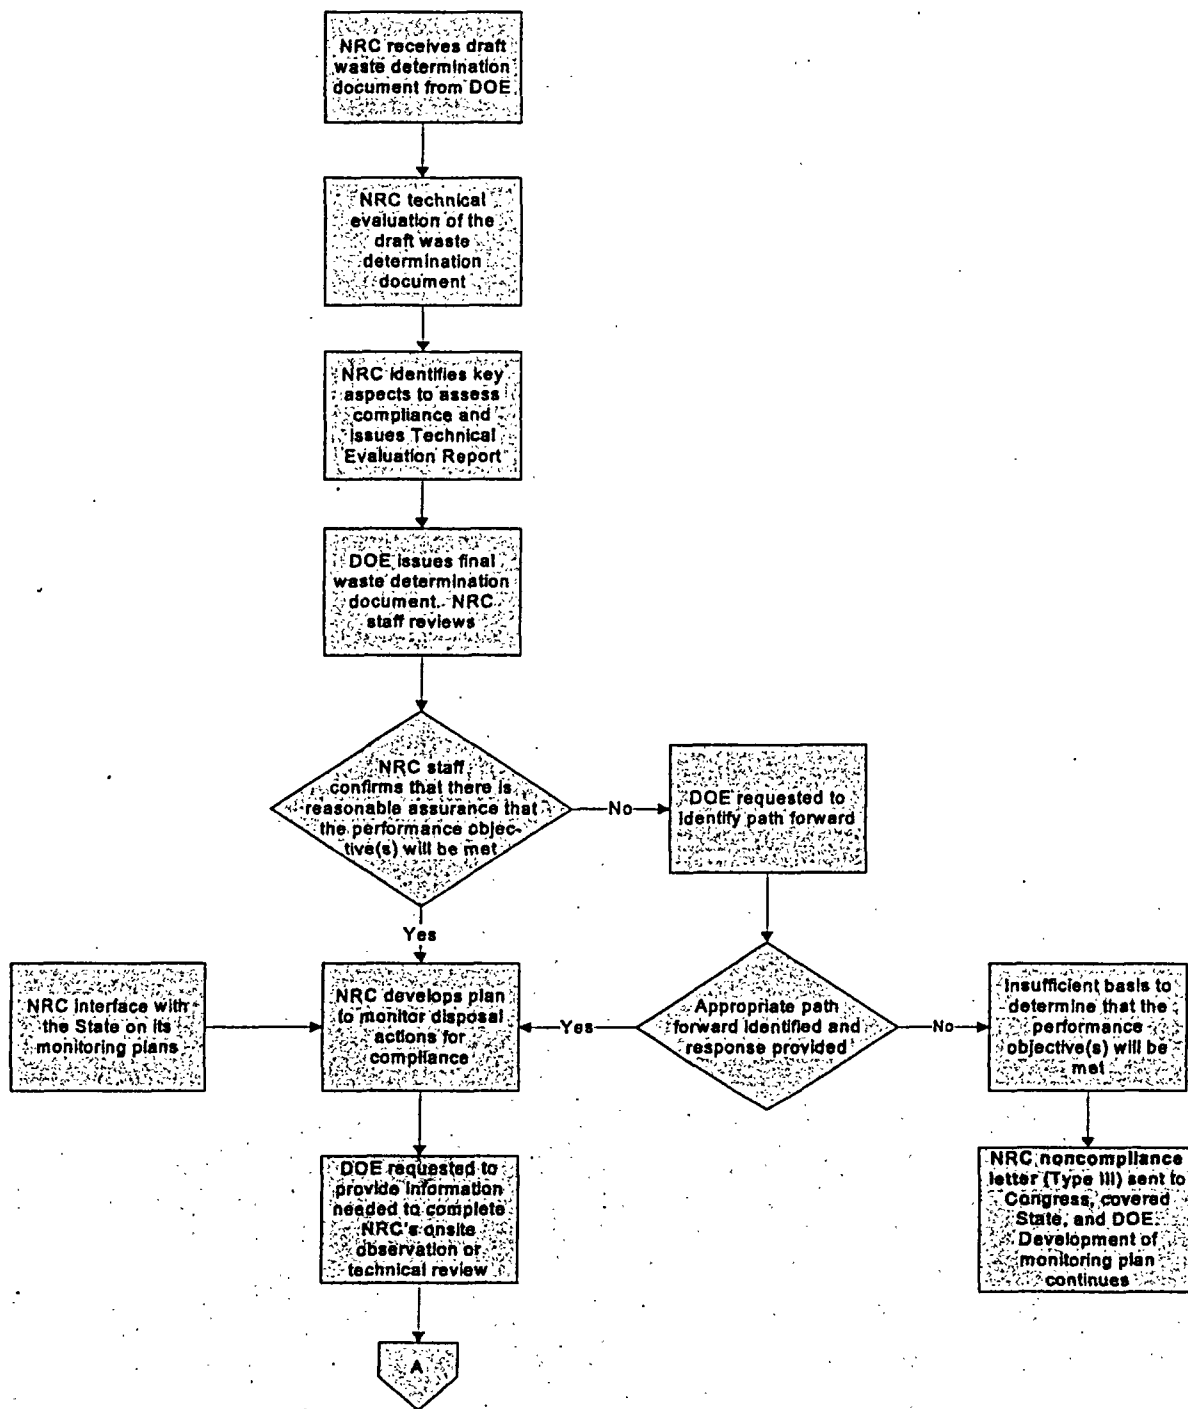 NRC receives draft
waste determination
document from DOE
NRC technical
evaluation of the
draft waste
determination
document
NRC identifies key
aspects to assess
compliance and
issues Technical
Evaluation Report
DOE issues final
waste determination
document. NRC
staff reviews
NRC staff
confirms that there is
reasonable assurance that
the performance objec-
tive(s) will be met
No
DOE requested to
identify path forward
Yes
NRC interface with
the State on its
monitoring plans
NRC develops plan
to monitor disposal
actions for
compliance
Yes
Appropriate path
forward identified and
response provided
No
Insufficient basis to
determine that the
performance
objective(s) will be
met
DOE requested to
provide information
needed to complete
NRC's onsite
observation or
technical review
NRC noncompliance
letter (Type III) sent to
Congress, covered
State, and DOE.
Development of
monitoring plan
continues
A